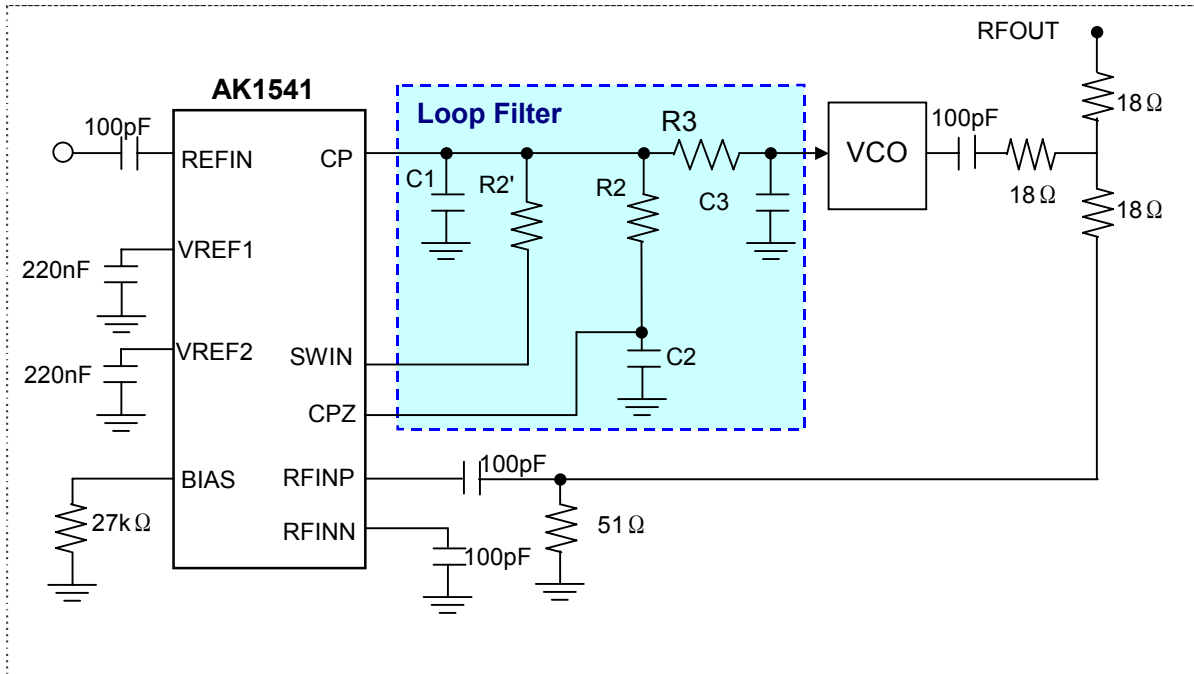 RFOUT
AK1541
18Ω
Loop Filter
100pF
REFIN
CP
C1
R2'
R2
R3
C3
VCO
100pF
18Ω
18Ω
VREF1
220nF
VREF2
220nF
SWIN
C2
CPZ
BIAS
RFINP
100pF
27kΩ
51Ω
RFINN
100pF